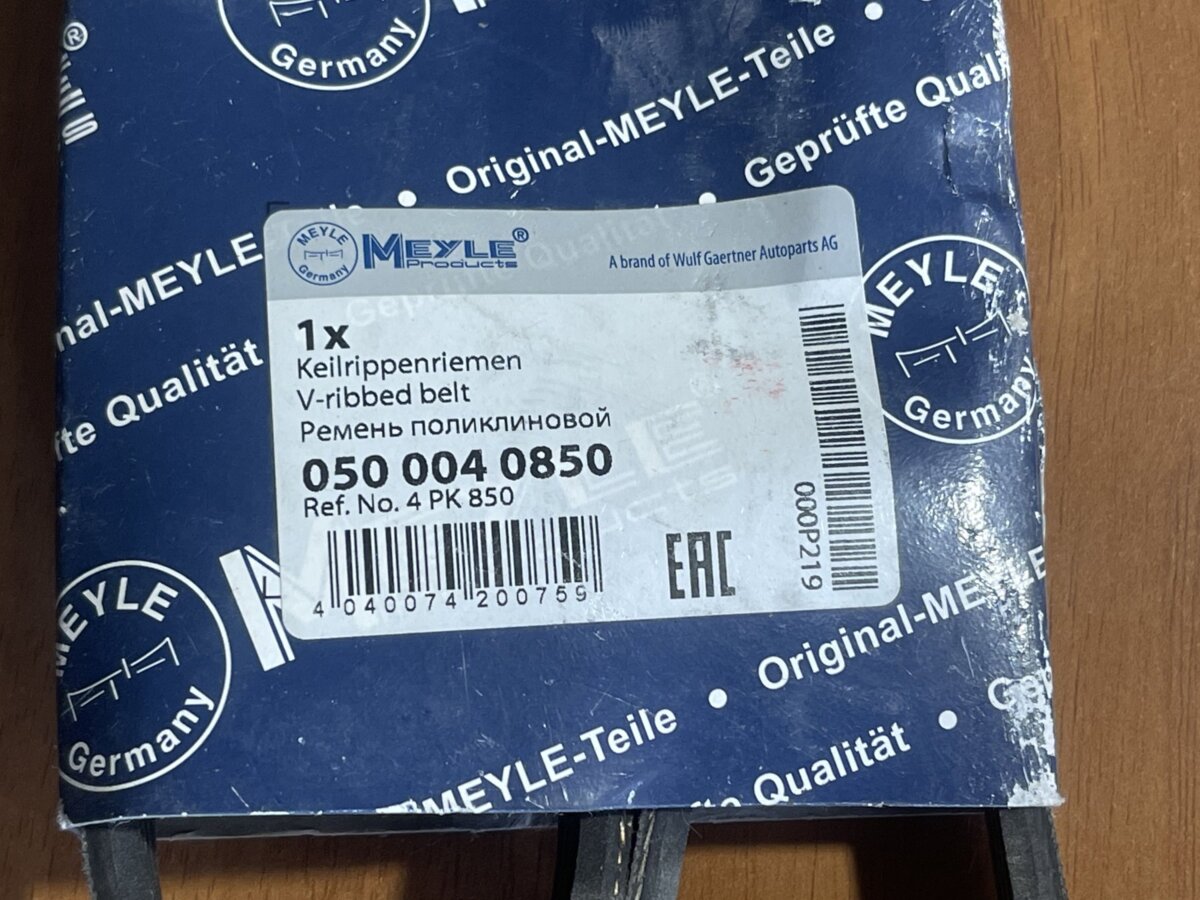 Germany
Original-MEYLE-Teile
Geprüfte Quali
MEYLE
Germany
MEYLE®
Products
A brand of Wulf Gaertner Autoparts AG
nal-MEYLE
fte Qualität
1x
Keilrippenriemen
V-ribbed belt
Ремень поликлиновой
050 004 0850
Ref. No. 4 PK 850
4 040074 200759
EAC
000P219
MEYLE
Germany
MEYLE
Germany
Original-MEYLE
MEYLE-Teile
Qualität